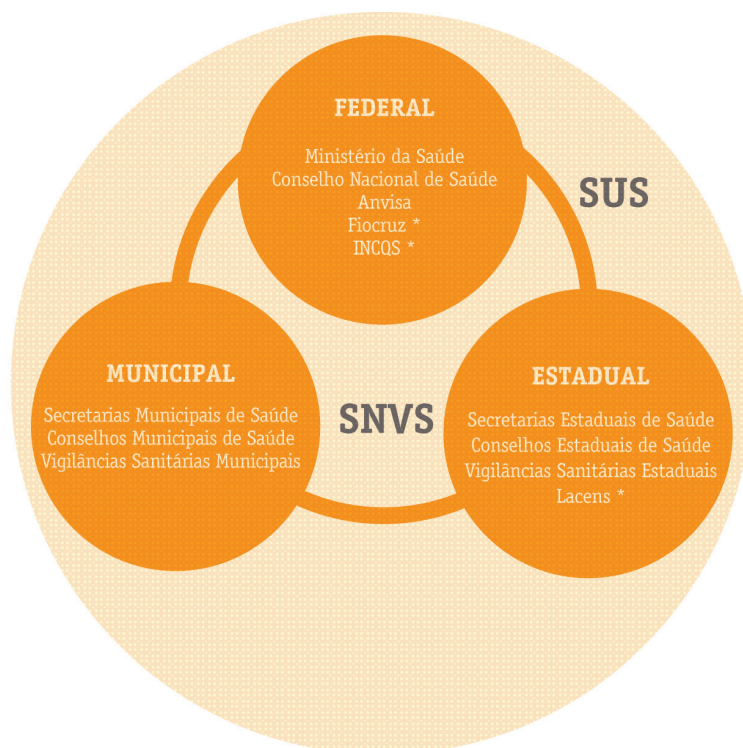 FEDERAL
Ministério da Saúde
Conselho Nacional de Saúde
Anvisa
Fiocruz *
INCQS *
SUS
MUNICIPAL
Secretarias Municipais de Saúde
Conselhos Municipais de Saúde
Vigilâncias Sanitárias Municipais
SNVS
ESTADUAL
Secretarias Estaduais de Saúde
Conselhos Estaduais de Saúde
Vigilâncias Sanitárias Estaduais
Lacens *